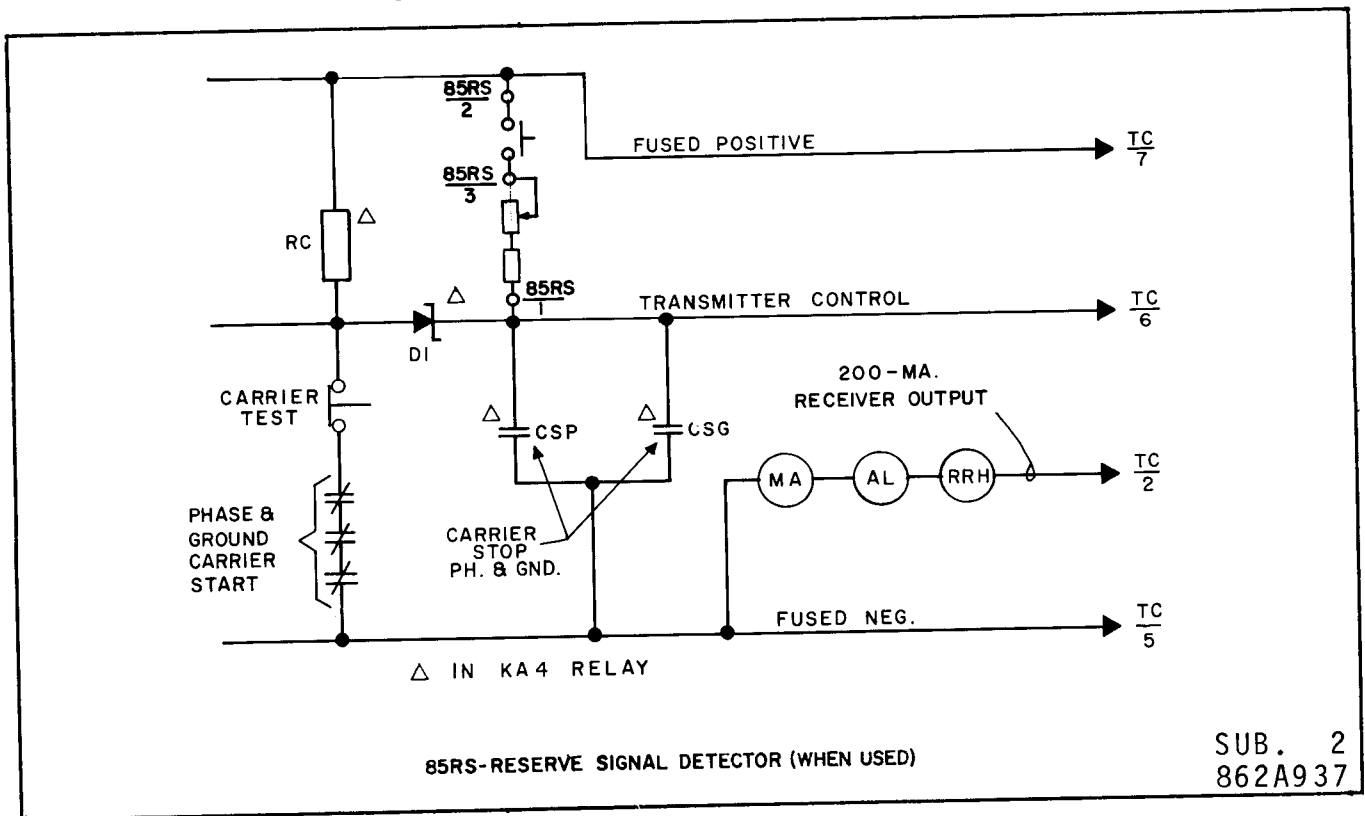 85RS
2
FUSED POSITIVE
TC
7
85RS
3
△
RC
85RS
1
△
TRANSMITTER CONTROL
TC
6
DI
CARRIER
TEST
200-MA.
RECEIVER OUTPUT
△
CSP
△
CSG
MA
AL
RRH
TC
2
PHASE &
GROUND
CARRIER
START
CARRIER
STOP
PH. & GND.
FUSED NEG.
TC
5
△ IN KA4 RELAY
85RS-RESERVE SIGNAL DETECTOR (WHEN USED)
SUB. 2
862A937